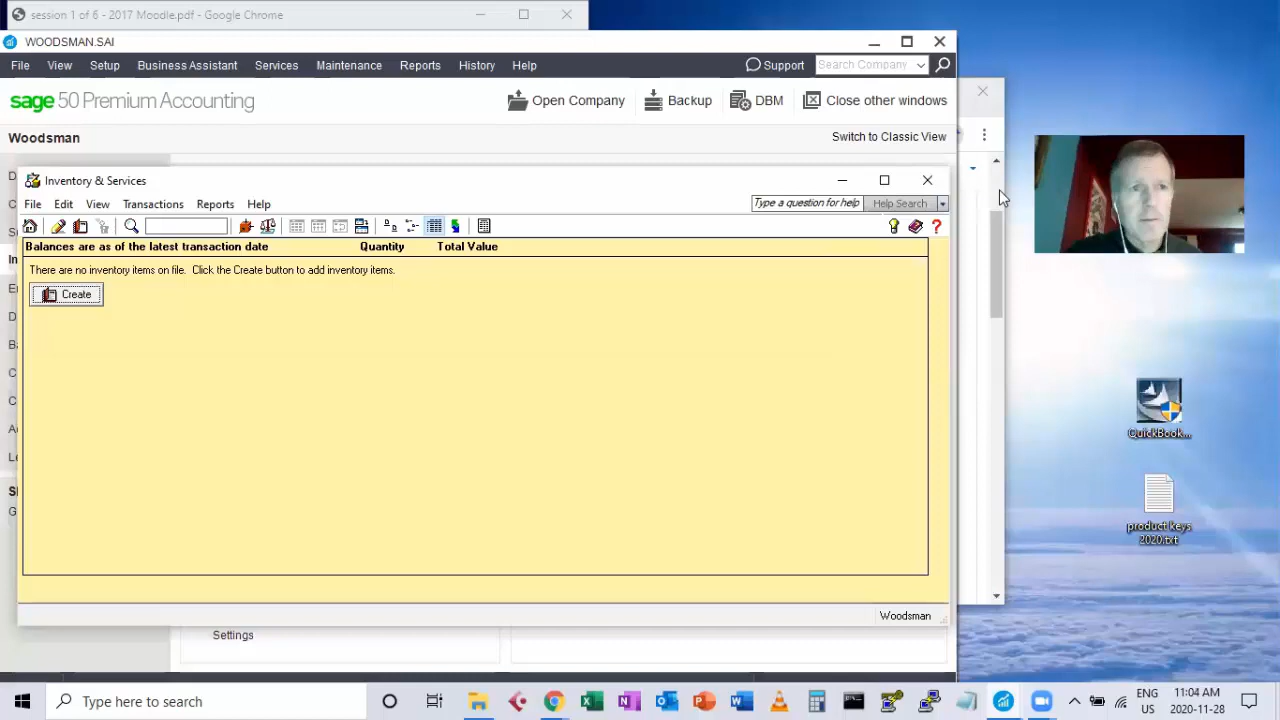 session 1 of 6 - 2017 Moodle.pdf - Google Chrome
WOODSMAN.SAI
File View Setup Business Assistant Services Maintenance Reports History Help Support Search Company
sage 50 Premium Accounting Open Company Backup DBM Close other windows
Woodsman Switch to Classic View
Inventory & Services
File Edit View Transactions Reports Help Type a question for help Help Search
Balances are as of the latest transaction date Quantity Total Value
There are no inventory items on file. Click the Create button to add inventory items.
Create
QuickBook...
product keys
2020.txt
Woodsman
Settings
Type here to search
ENG
US
11:04 AM
2020-11-28